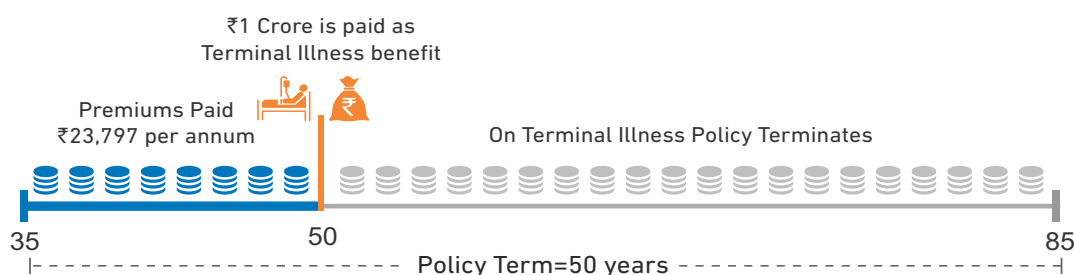 ₹1 Crore is paid as
Terminal Illness benefit
Premiums Paid
₹23,797 per annum
₹
On Terminal Illness Policy Terminates
35
50
85
Policy Term=50 years